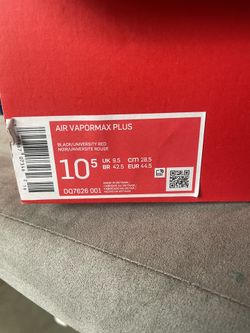 AIR VAPORMAX PLUS
BLACK/UNIVERSITY RED
NOIR/UNIVERSITE ROUGE
10.5
UK 9.5 CM 28.5
BR 42.5 EUR 44.5
DQ7626 001